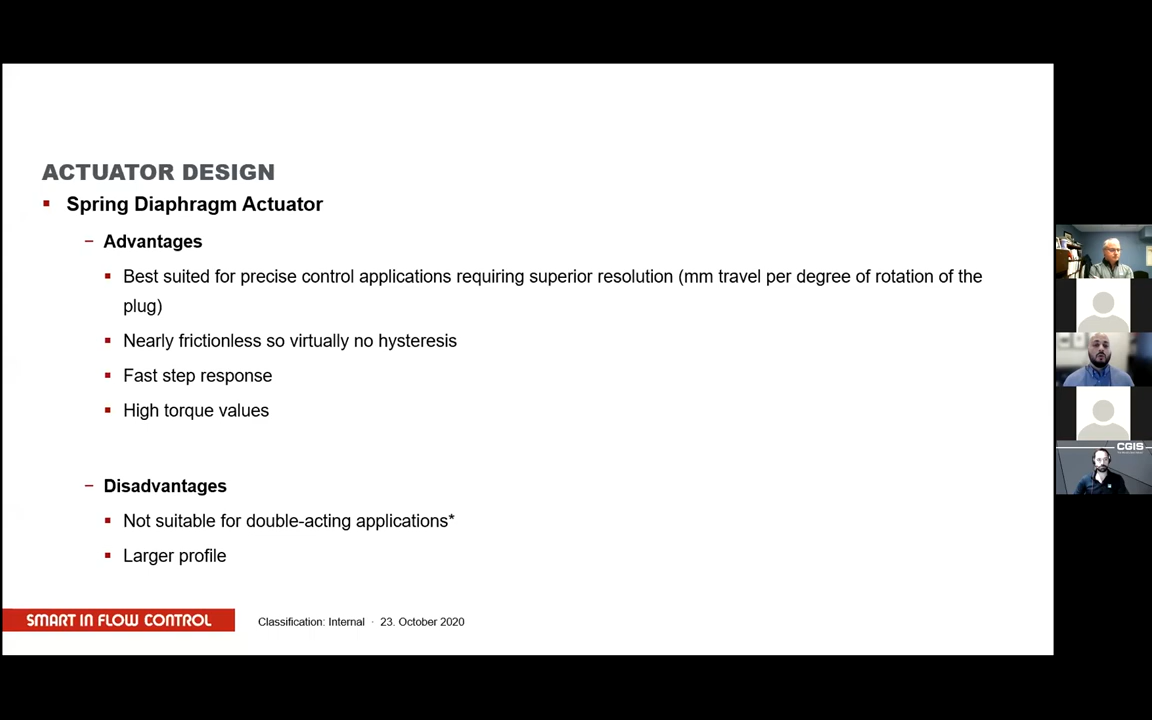 ACTUATOR DESIGN
▪ Spring Diaphragm Actuator
– Advantages
▪ Best suited for precise control applications requiring superior resolution (mm travel per degree of rotation of the
plug)
▪ Nearly frictionless so virtually no hysteresis
▪ Fast step response
▪ High torque values
– Disadvantages
▪ Not suitable for double-acting applications*
▪ Larger profile
SMART IN FLOW CONTROL
Classification: Internal · 23. October 2020
CGIS